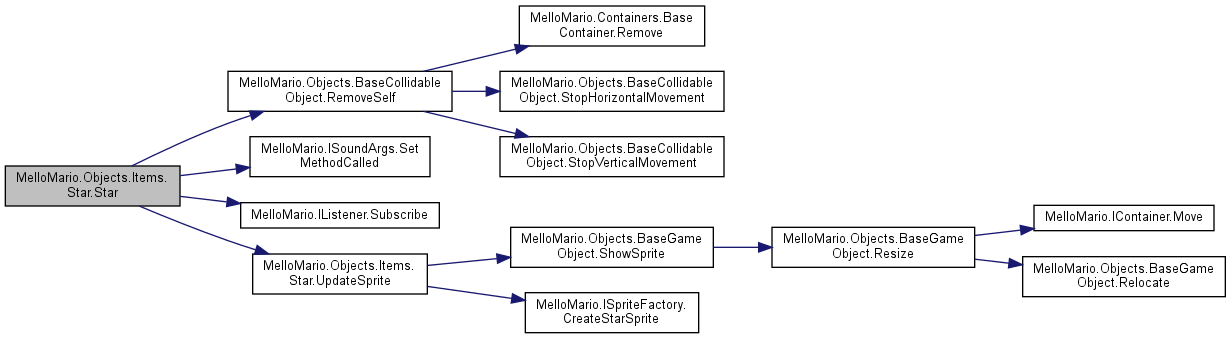 MelloMario.Objects.Items.
Star.Star
MelloMario.Objects.BaseCollidable
Object.RemoveSelf
MelloMario.Containers.Base
Container.Remove
MelloMario.Objects.BaseCollidable
Object.StopHorizontalMovement
MelloMario.Objects.BaseCollidable
Object.StopVerticalMovement
MelloMario.ISoundArgs.Set
MethodCalled
MelloMario.IListener.Subscribe
MelloMario.Objects.Items.
Star.UpdateSprite
MelloMario.Objects.BaseGame
Object.ShowSprite
MelloMario.ISpriteFactory.
CreateStarSprite
MelloMario.Objects.BaseGame
Object.Resize
MelloMario.IContainer.Move
MelloMario.Objects.BaseGame
Object.Relocate